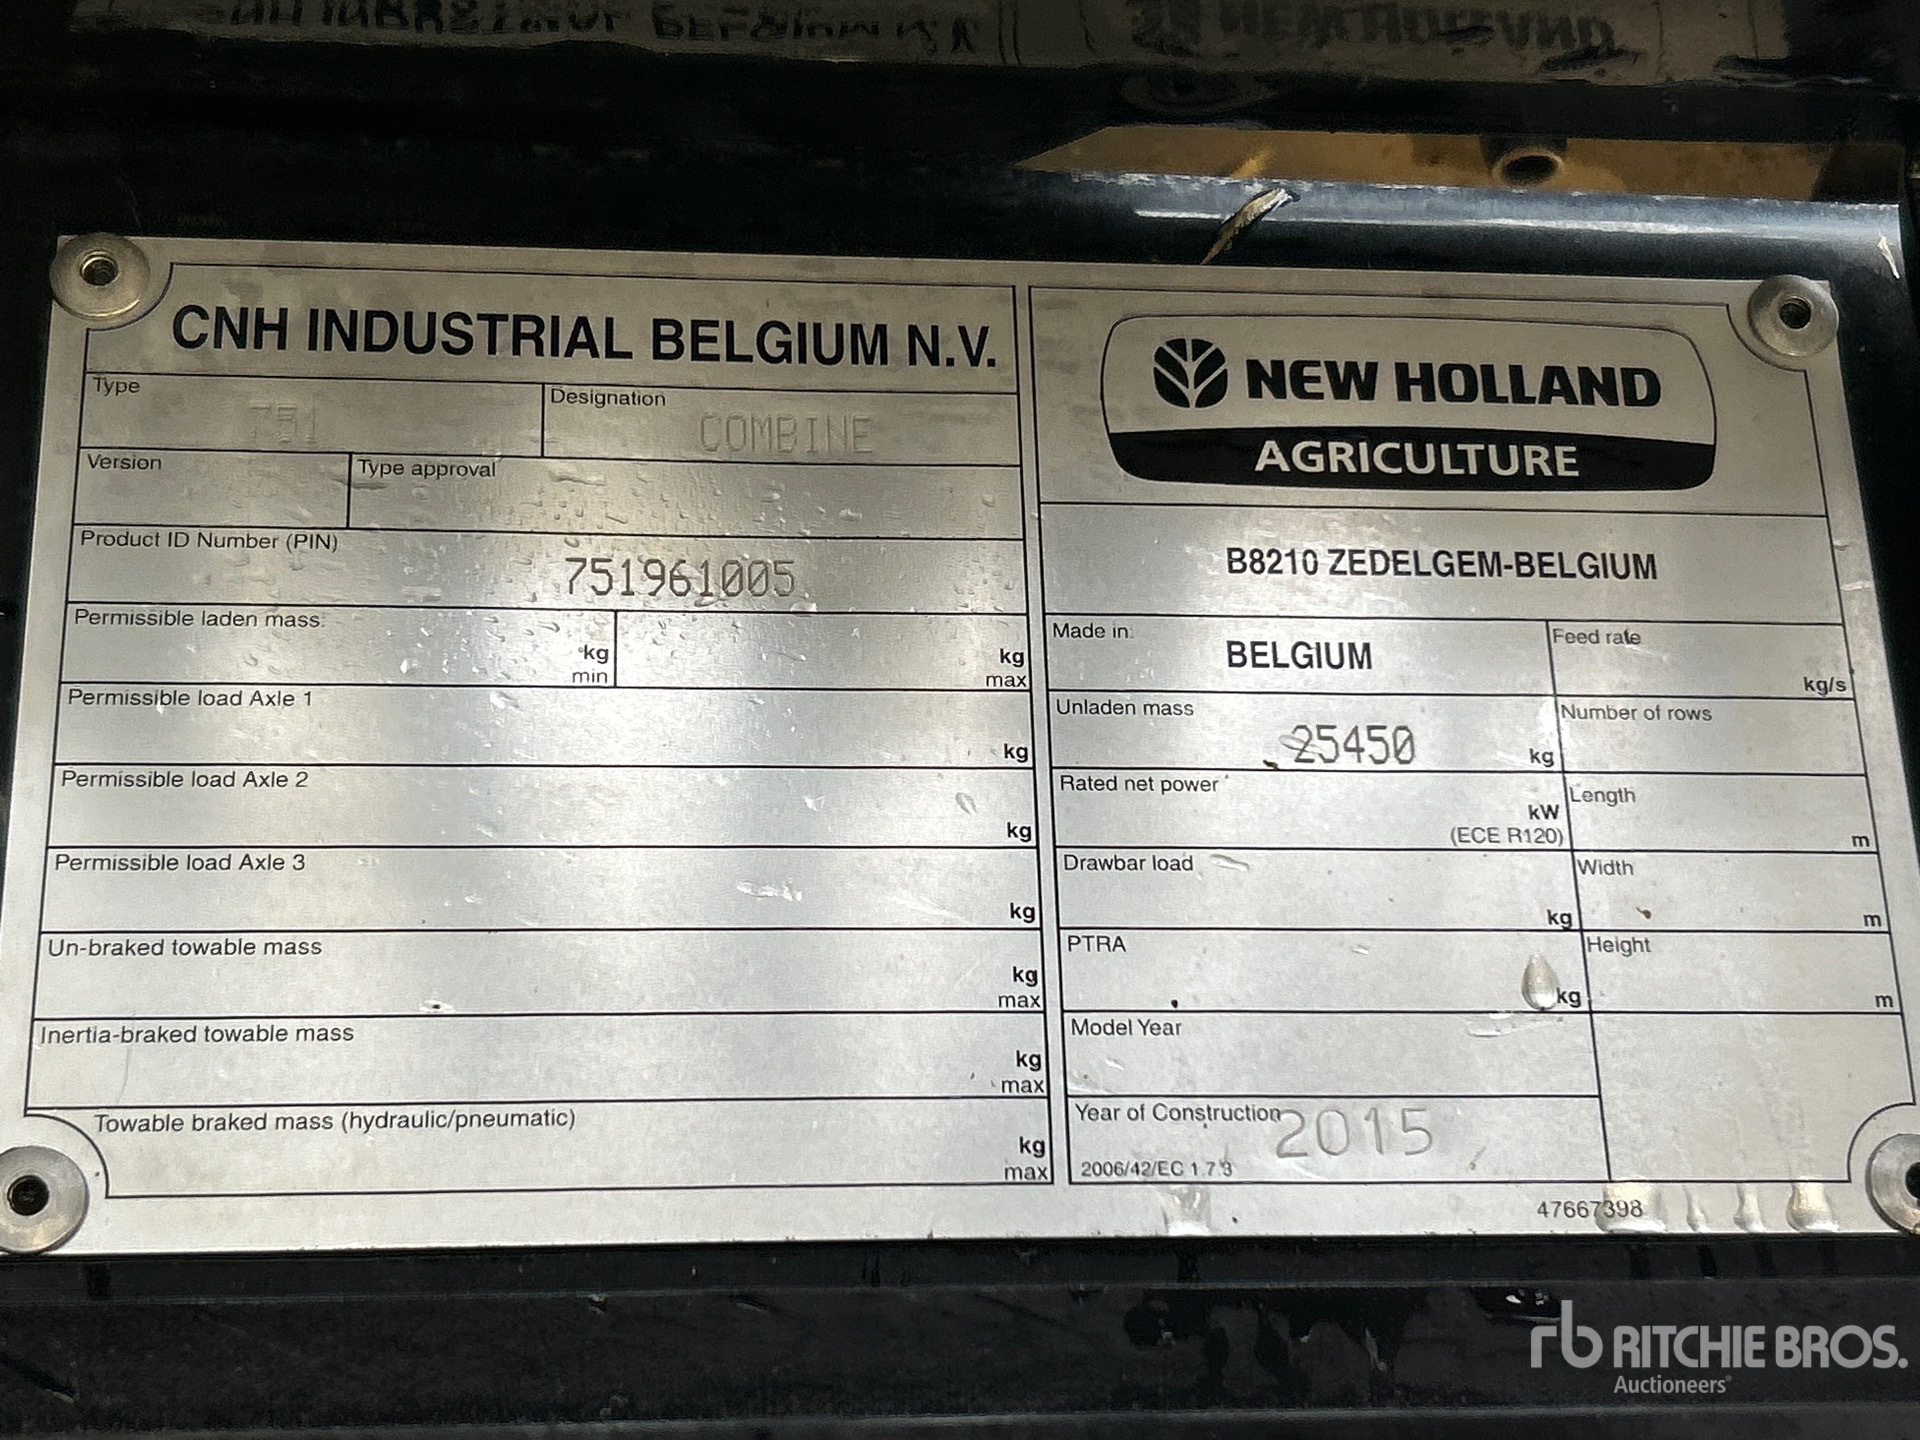 CNH INDUSTRIAL BELGIUM N.V.
Type
751
Designation
COMBINE
Version
Type approval
Product ID Number (PIN)
751961005
Permissible laden mass:
kg
min
kg
max
Permissible load Axle 1
kg
Permissible load Axle 2
kg
Permissible load Axle 3
kg
Un-braked towable mass
kg
max
Inertia-braked towable mass
kg
max
Towable braked mass (hydraulic/pneumatic)
kg
max
NEW HOLLAND
AGRICULTURE
B8210 ZEDELGEM-BELGIUM
Made in:
BELGIUM
Feed rate
kg/s
Unladen mass
25450
kg
Number of rows
Rated net power
kW
(ECE R120)
Length
m
Drawbar load
kg
Width
m
PTRA
kg
Height
m
Model Year
Year of Construction
2015
2006/42/EC 1.7.3
47667398
rb RITCHIE BROS.
Auctioneers